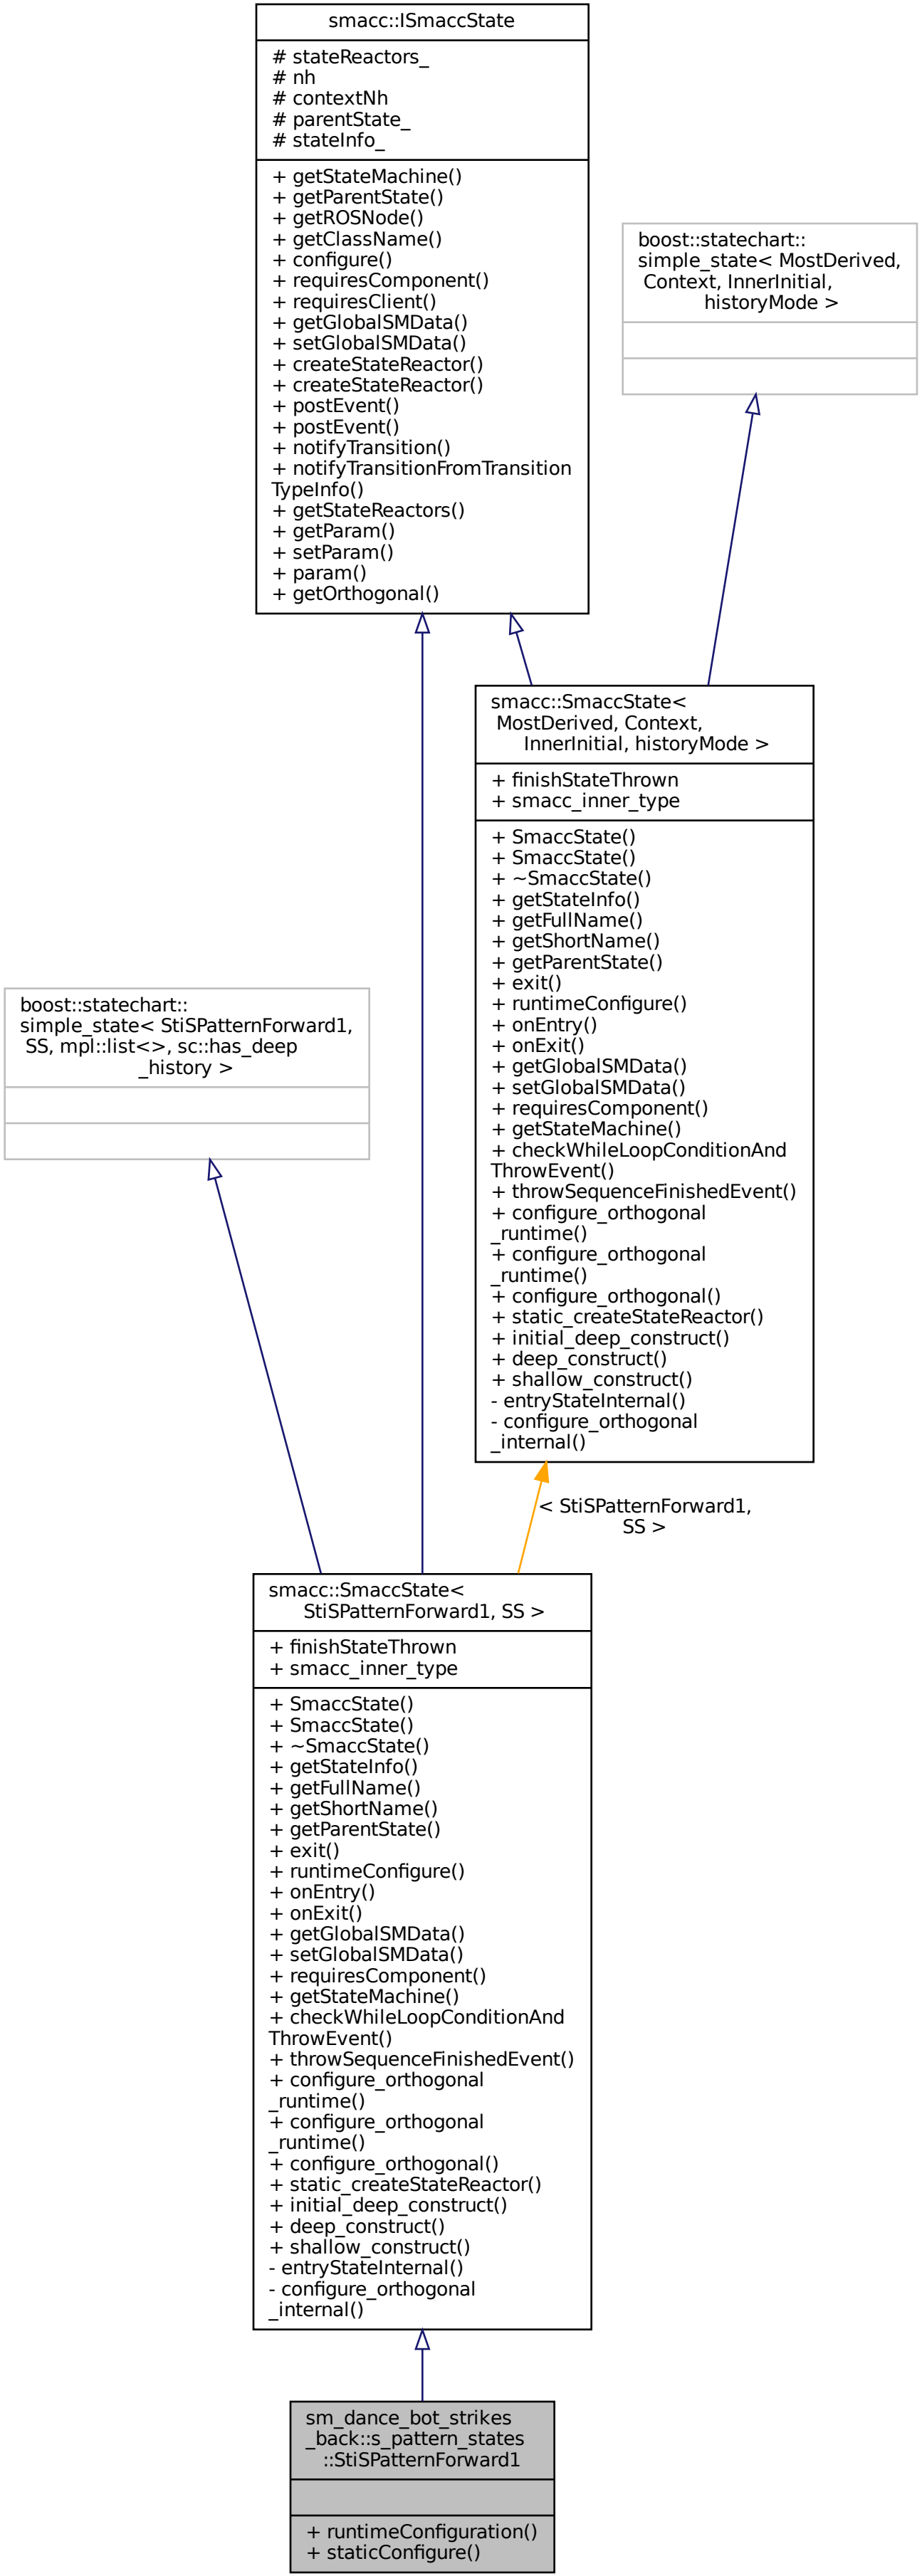 smacc::ISmaccState
# stateReactors_
# nh
# contextNh
# parentState_
# stateInfo_
+ getStateMachine()
+ getParentState()
+ getROSNode()
+ getClassName()
+ configure()
+ requiresComponent()
+ requiresClient()
+ getGlobalSMData()
+ setGlobalSMData()
+ createStateReactor()
+ createStateReactor()
+ postEvent()
+ postEvent()
+ notifyTransition()
+ notifyTransitionFromTransition
TypeInfo()
+ getStateReactors()
+ getParam()
+ setParam()
+ param()
+ getOrthogonal()
boost::statechart::
simple_state< MostDerived,
Context, InnerInitial,
historyMode >
smacc::SmaccState<
MostDerived, Context,
InnerInitial, historyMode >
+ finishStateThrown
+ smacc_inner_type
+ SmaccState()
+ SmaccState()
+ ~SmaccState()
+ getStateInfo()
+ getFullName()
+ getShortName()
+ getParentState()
+ exit()
+ runtimeConfigure()
+ onEntry()
+ onExit()
+ getGlobalSMData()
+ setGlobalSMData()
+ requiresComponent()
+ getStateMachine()
+ checkWhileLoopConditionAnd
ThrowEvent()
+ throwSequenceFinishedEvent()
+ configure_orthogonal
_runtime()
+ configure_orthogonal
_runtime()
+ configure_orthogonal()
+ static_createStateReactor()
+ initial_deep_construct()
+ deep_construct()
+ shallow_construct()
- entryStateInternal()
- configure_orthogonal
_internal()
boost::statechart::
simple_state< StiSPatternForward1,
SS, mpl::list<>, sc::has_deep
_history >
< StiSPatternForward1,
SS >
smacc::SmaccState<
StiSPatternForward1, SS >
+ finishStateThrown
+ smacc_inner_type
+ SmaccState()
+ SmaccState()
+ ~SmaccState()
+ getStateInfo()
+ getFullName()
+ getShortName()
+ getParentState()
+ exit()
+ runtimeConfigure()
+ onEntry()
+ onExit()
+ getGlobalSMData()
+ setGlobalSMData()
+ requiresComponent()
+ getStateMachine()
+ checkWhileLoopConditionAnd
ThrowEvent()
+ throwSequenceFinishedEvent()
+ configure_orthogonal
_runtime()
+ configure_orthogonal
_runtime()
+ configure_orthogonal()
+ static_createStateReactor()
+ initial_deep_construct()
+ deep_construct()
+ shallow_construct()
- entryStateInternal()
- configure_orthogonal
_internal()
sm_dance_bot_strikes
_back::s_pattern_states
::StiSPatternForward1
+ runtimeConfiguration()
+ staticConfigure()